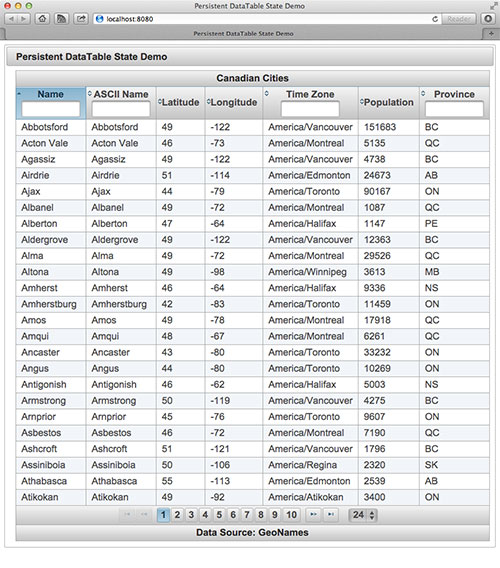 Persistent DataTable State Demo
localhost:8080
Reader
Persistent DataTable State Demo
Persistent DataTable State Demo
Canadian Cities
Name ASCII Name Latitude Longitude Time Zone Population Province
Abbotsford Abbotsford 49 -122 America/Vancouver 151683 BC
Acton Vale Acton Vale 46 -73 America/Montreal 5135 QC
Agassiz Agassiz 49 -122 America/Vancouver 4738 BC
Airdrie Airdrie 51 -114 America/Edmonton 24673 AB
Ajax Ajax 44 -79 America/Toronto 90167 ON
Albanel Albanel 49 -72 America/Montreal 1087 QC
Alberton Alberton 47 -64 America/Halifax 1147 PE
Aldergrove Aldergrove 49 -122 America/Vancouver 12363 BC
Alma Alma 49 -72 America/Montreal 29526 QC
Altona Altona 49 -98 America/Winnipeg 3613 MB
Amherst Amherst 46 -64 America/Halifax 9336 NS
Amherstburg Amherstburg 42 -83 America/Toronto 11459 ON
Amos Amos 49 -78 America/Montreal 17918 QC
Amqui Amqui 48 -67 America/Montreal 6261 QC
Ancaster Ancaster 43 -80 America/Toronto 33232 ON
Angus Angus 44 -80 America/Toronto 10269 ON
Antigonish Antigonish 46 -62 America/Halifax 5003 NS
Armstrong Armstrong 50 -119 America/Vancouver 4275 BC
Arnprior Arnprior 45 -76 America/Toronto 9607 ON
Asbestos Asbestos 46 -72 America/Montreal 7190 QC
Ashcroft Ashcroft 51 -121 America/Vancouver 1796 BC
Assiniboia Assiniboia 50 -106 America/Regina 2320 SK
Athabasca Athabasca 55 -113 America/Edmonton 2539 AB
Atikokan Atikokan 49 -92 America/Atikokan 3400 ON
1 2 3 4 5 6 7 8 9 10 24
Data Source: GeoNames